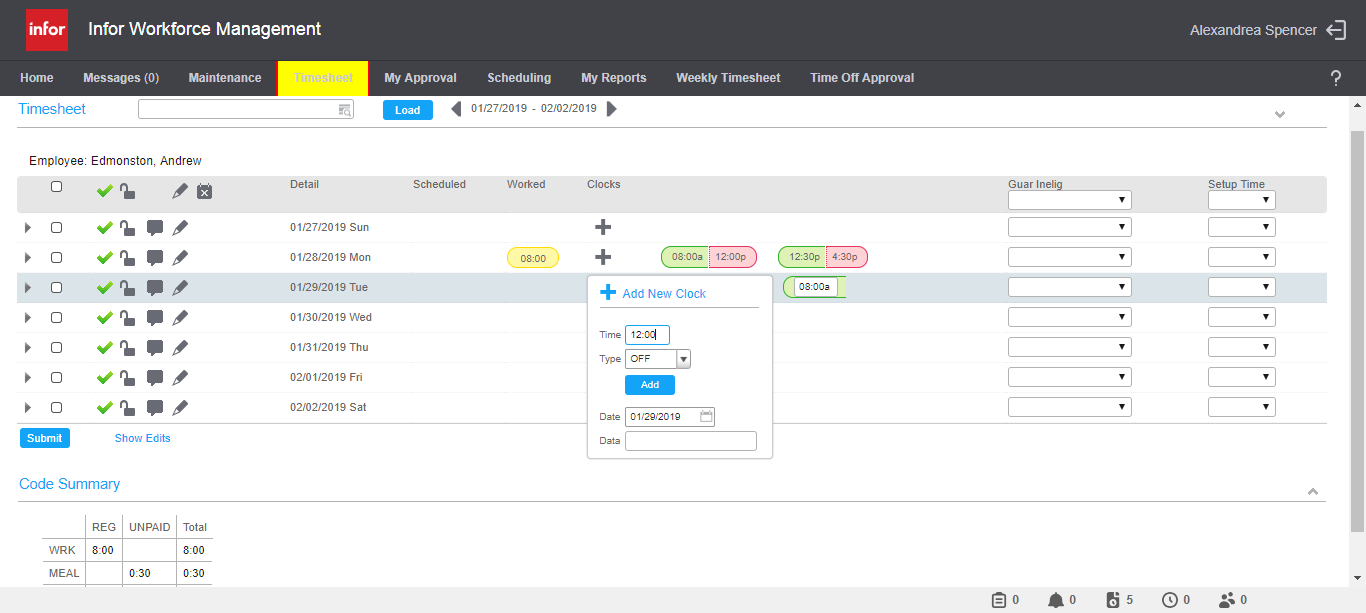 infor Infor Workforce Management Alexandrea Spencer
Home Messages (0) Maintenance Timesheet My Approval Scheduling My Reports Weekly Timesheet Time Off Approval ?
Timesheet Load 01/27/2019 - 02/02/2019
Employee: Edmonston, Andrew
Detail Scheduled Worked Clocks Guar Inelig Setup Time
01/27/2019 Sun
01/28/2019 Mon 08:00 08:00a 12:00p 12:30p 4:30p
01/29/2019 Tue 08:00a
Add New Clock
01/30/2019 Wed
Time 12:00
01/31/2019 Thu
Type OFF
02/01/2019 Fri
Add
02/02/2019 Sat
Date 01/29/2019
Submit Show Edits
Data
Code Summary
REG UNPAID Total
WRK 8:00 8:00
MEAL 0:30 0:30
0 0 5 0 0